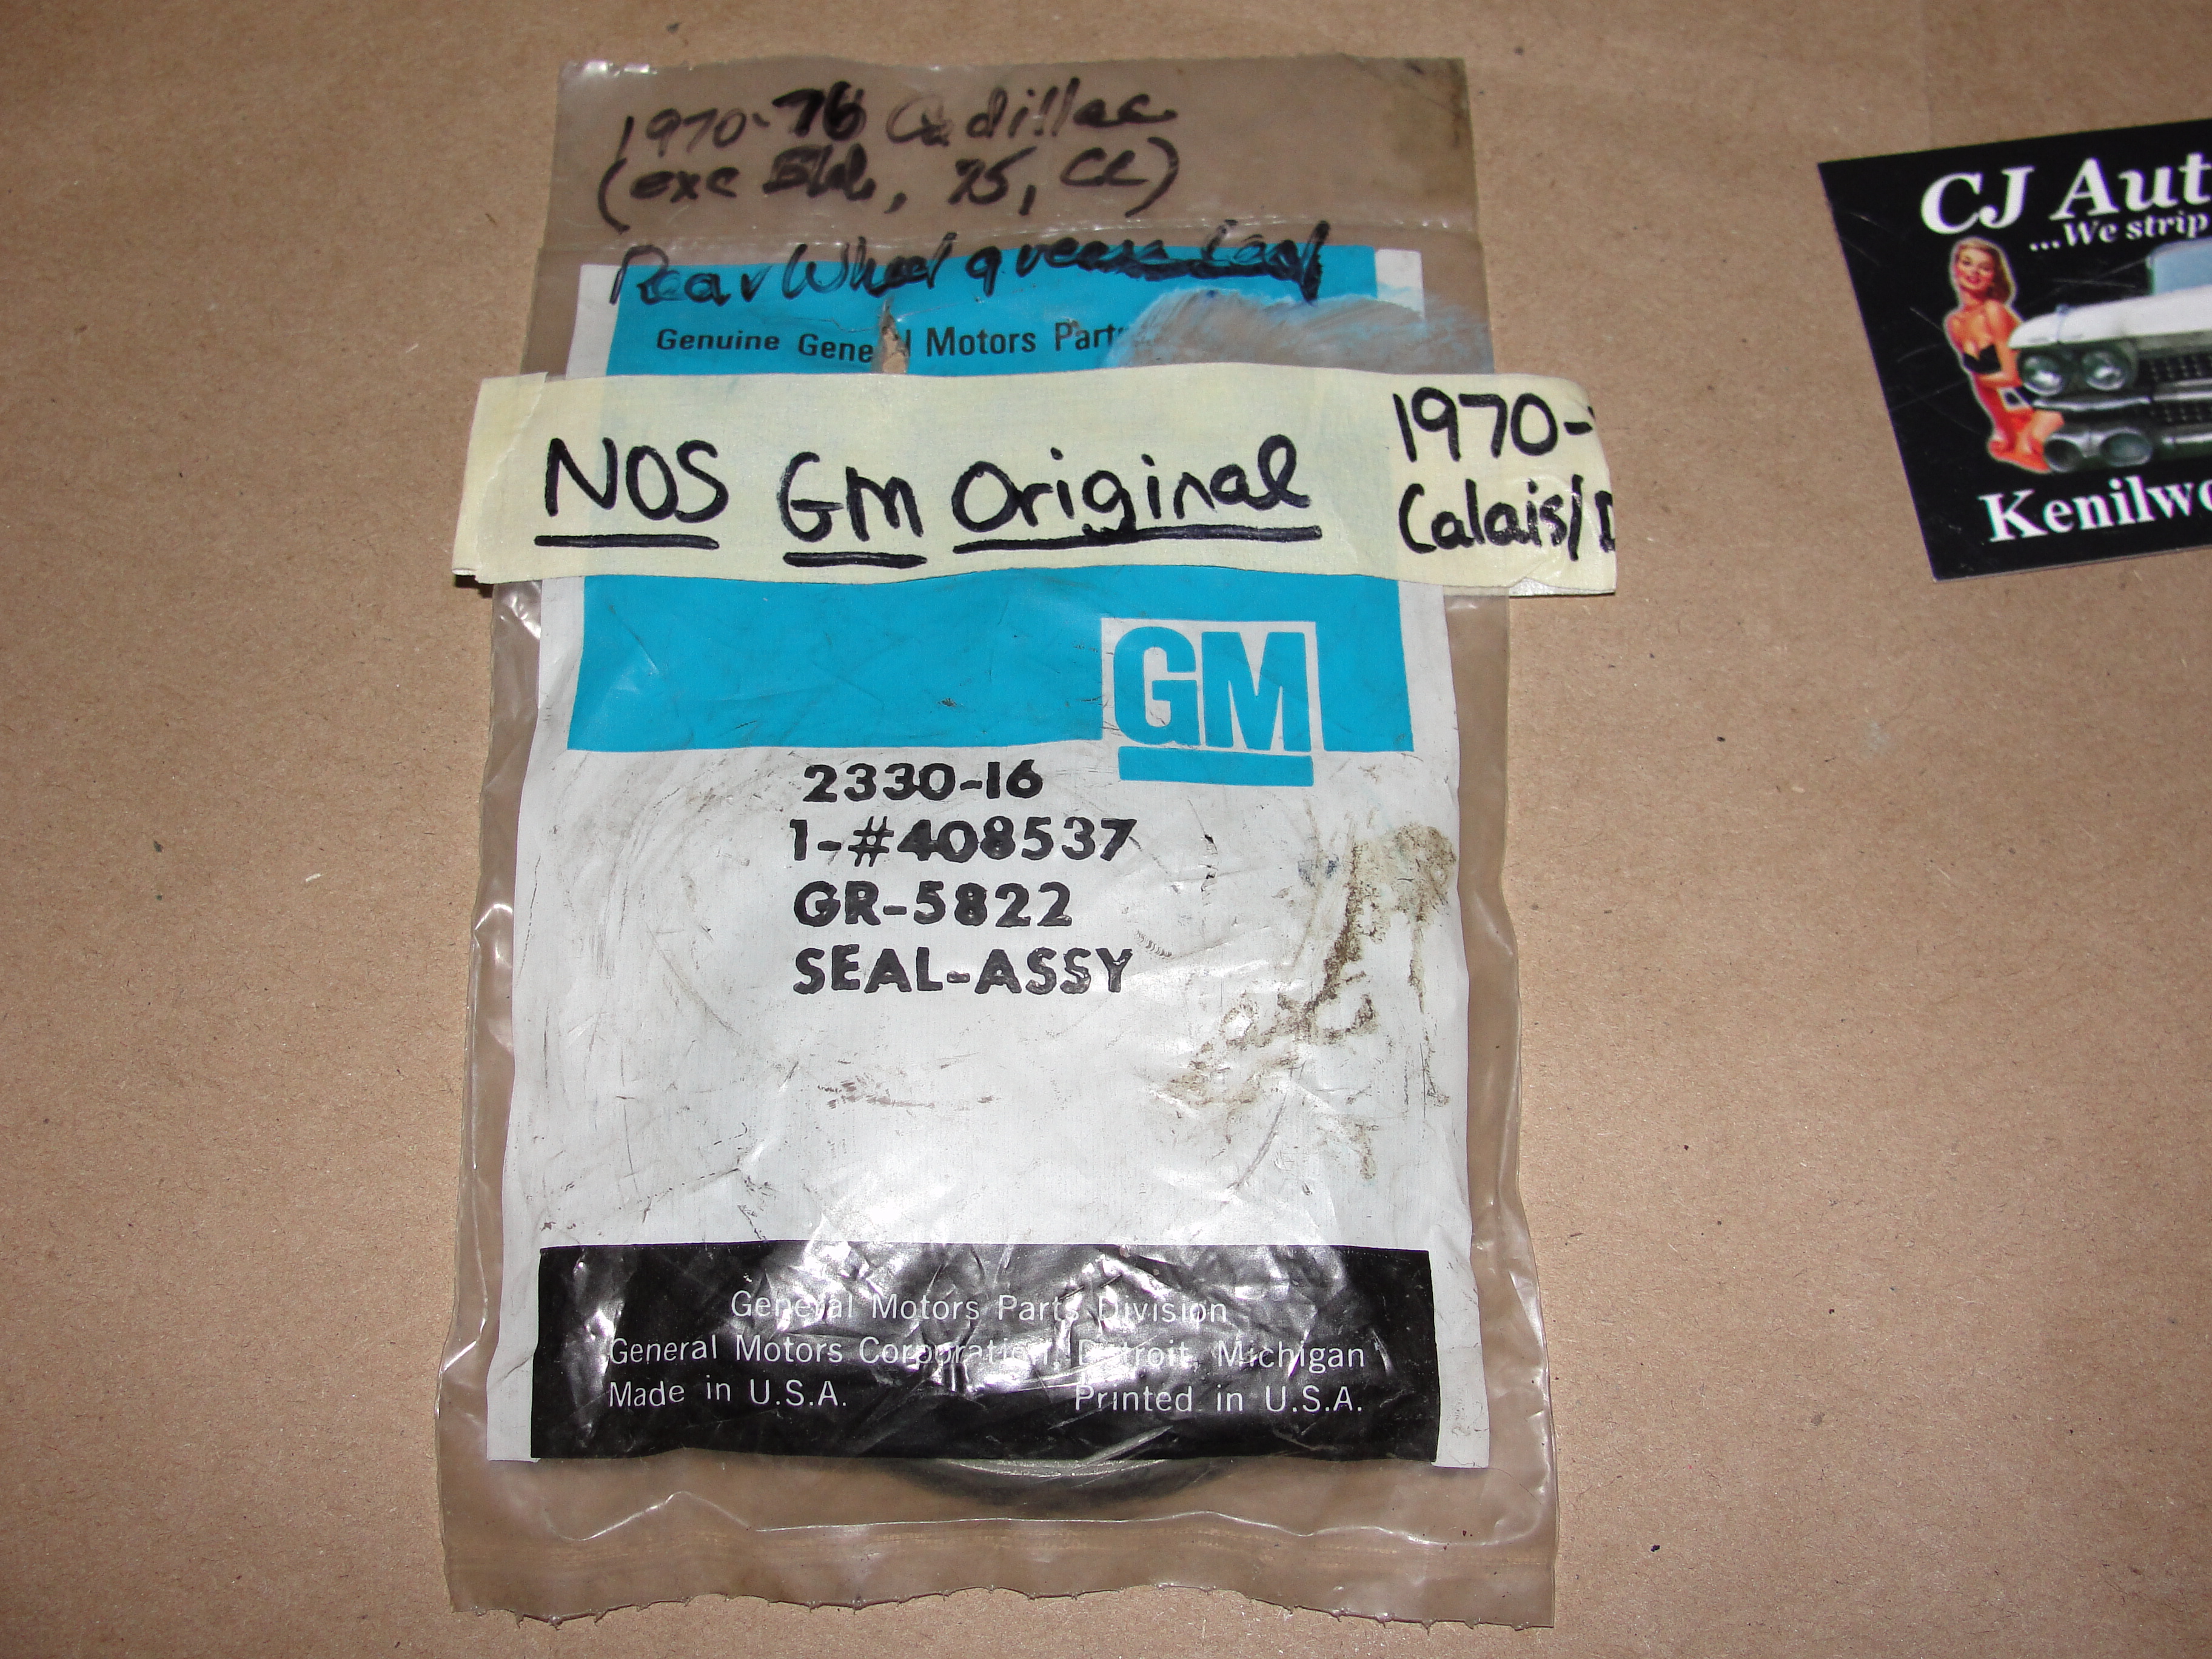 1970-76 Cadillac
(exc Eld, 75, CC)
Rear Wheel grease seal
Genuine General Motors Parts
NOS Gm Original
1970-
Calais/D
GM
2330-16
1-#408537
GR-5822
SEAL-ASSY
General Motors Parts Division
General Motors Corporation, Detroit, Michigan
Made in U.S.A. Printed in U.S.A.
CJ Aut
...We strip
Kenilwo